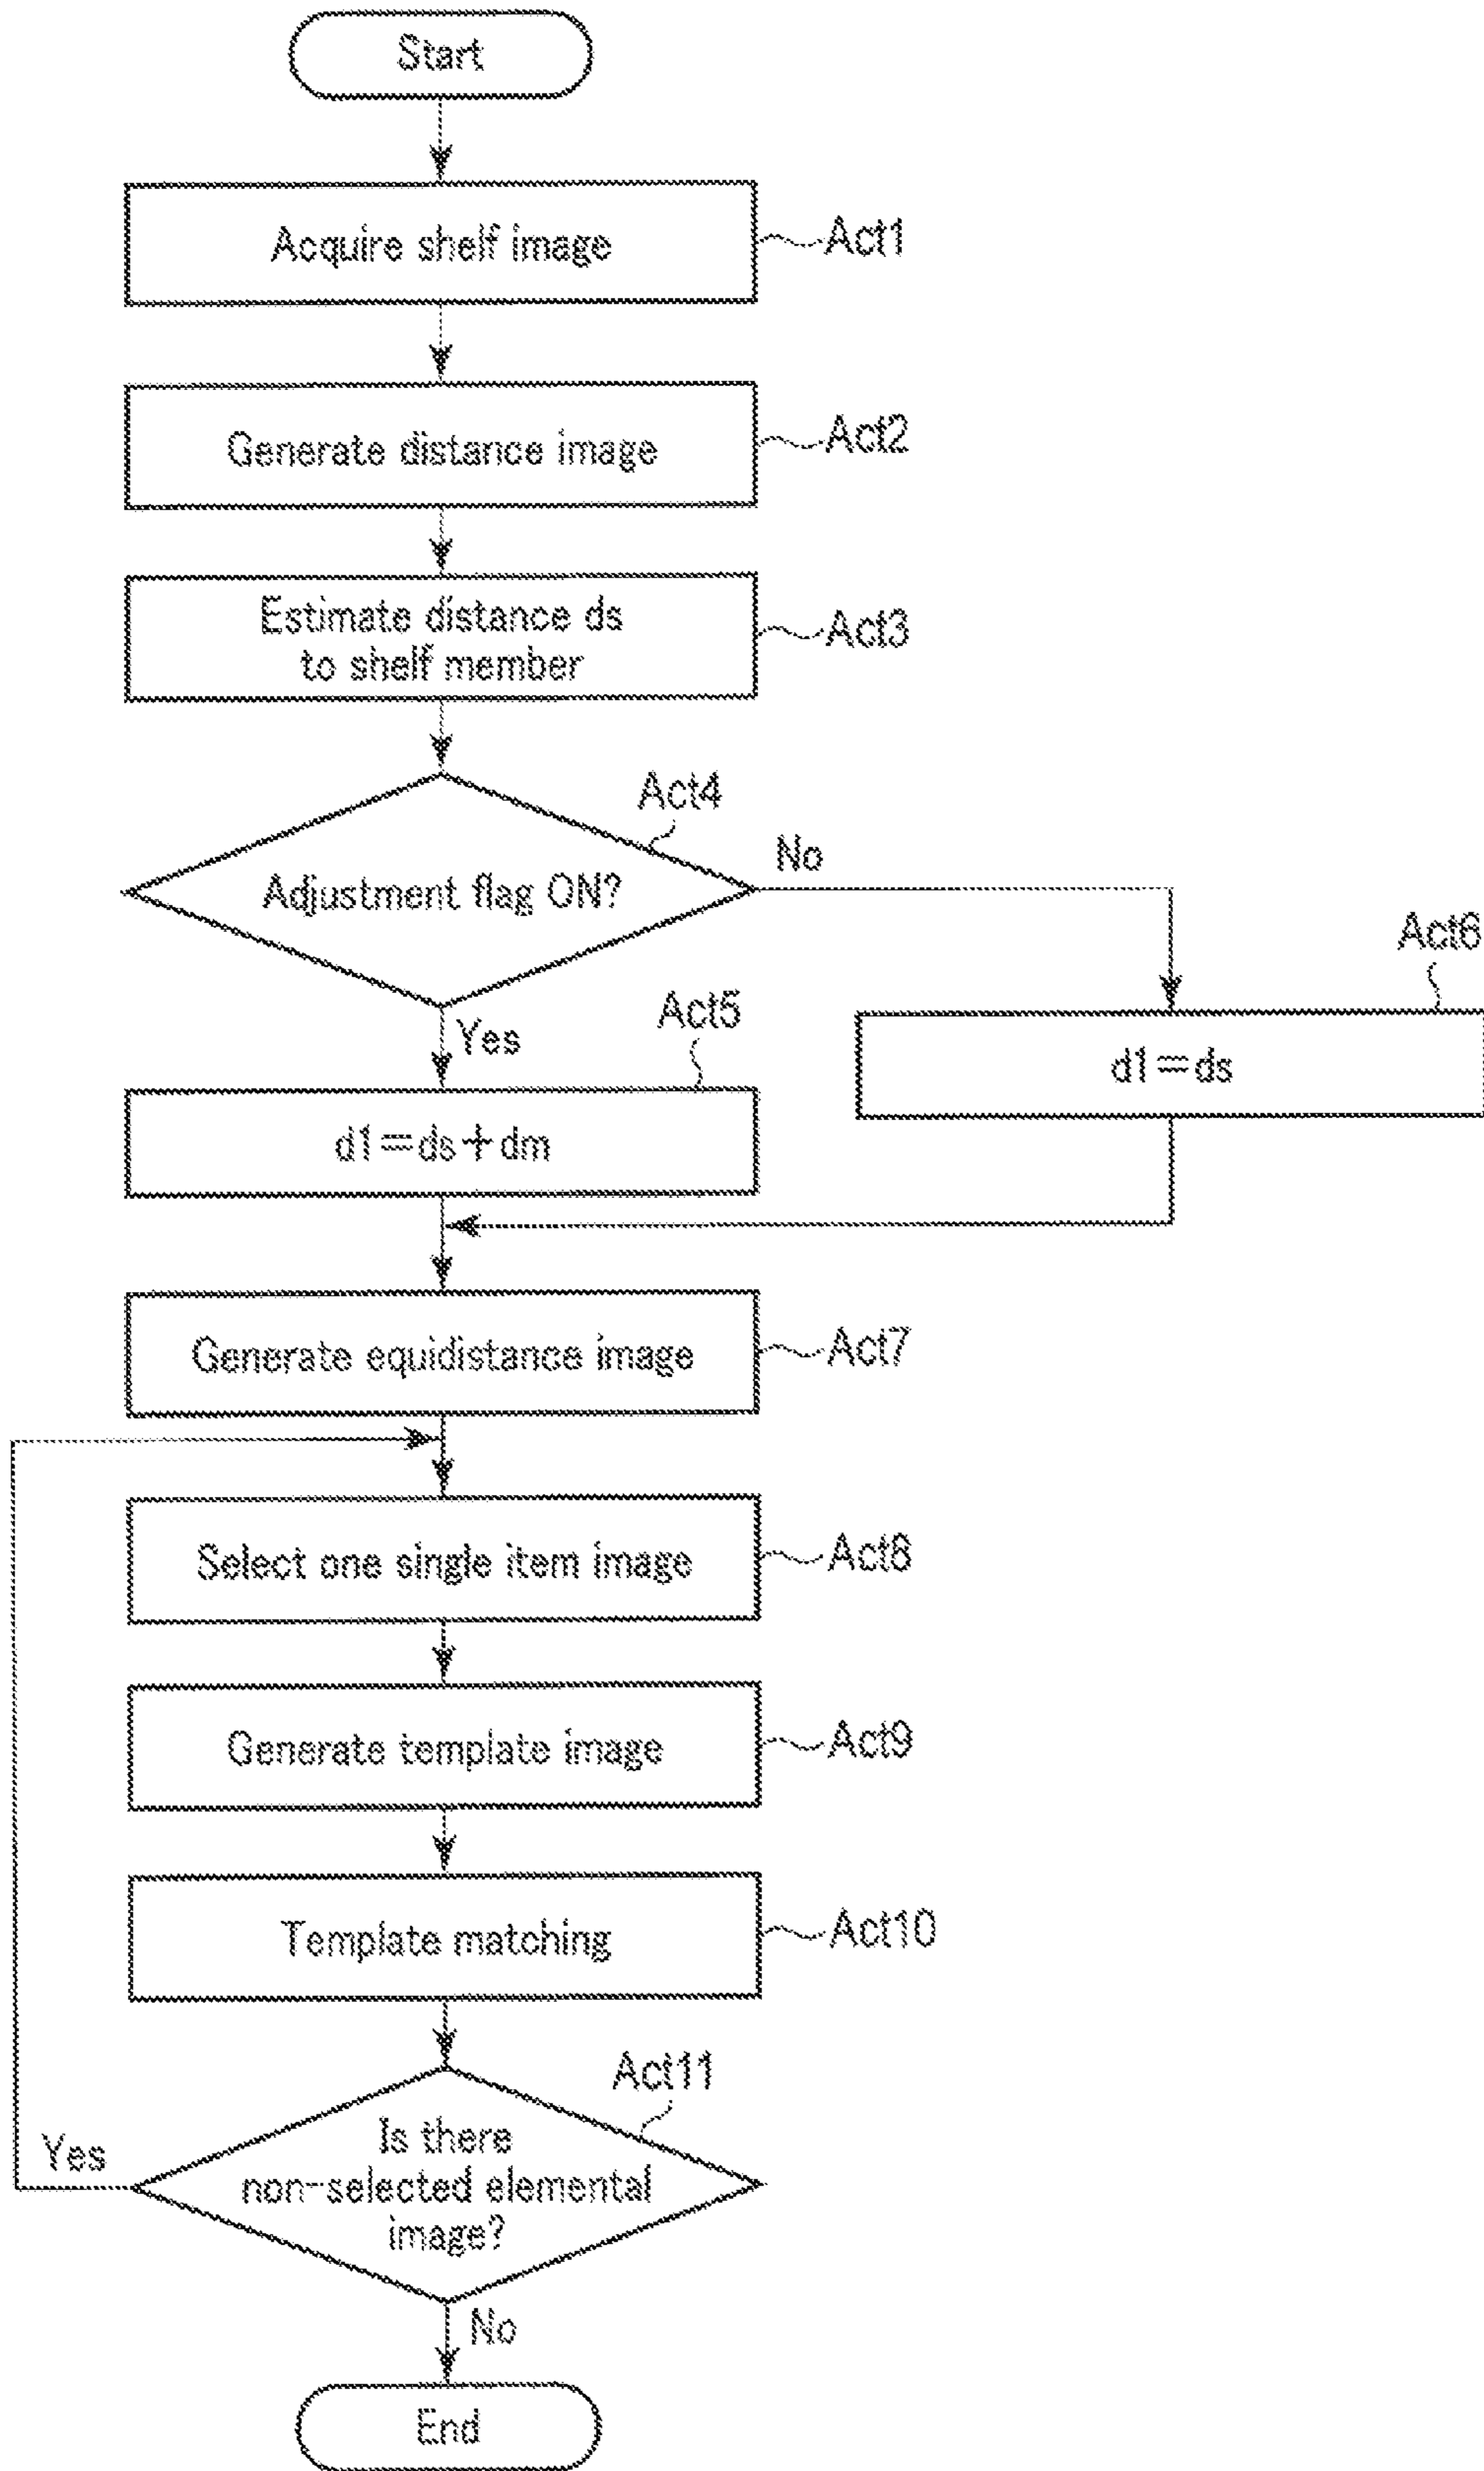 Start
Acquire shelf image
Act1
Generate distance image
Act2
Estimate distance ds
to shelf member
Act3
Act4
Adjustment flag ON?
No
Yes
Act5
d1=ds+dm
Act6
d1=ds
Generate equidistance image
Act7
Select one single item image
Act8
Generate template image
Act9
Template matching
Act10
Act11
Is there
non-selected elemental
image?
Yes
No
End